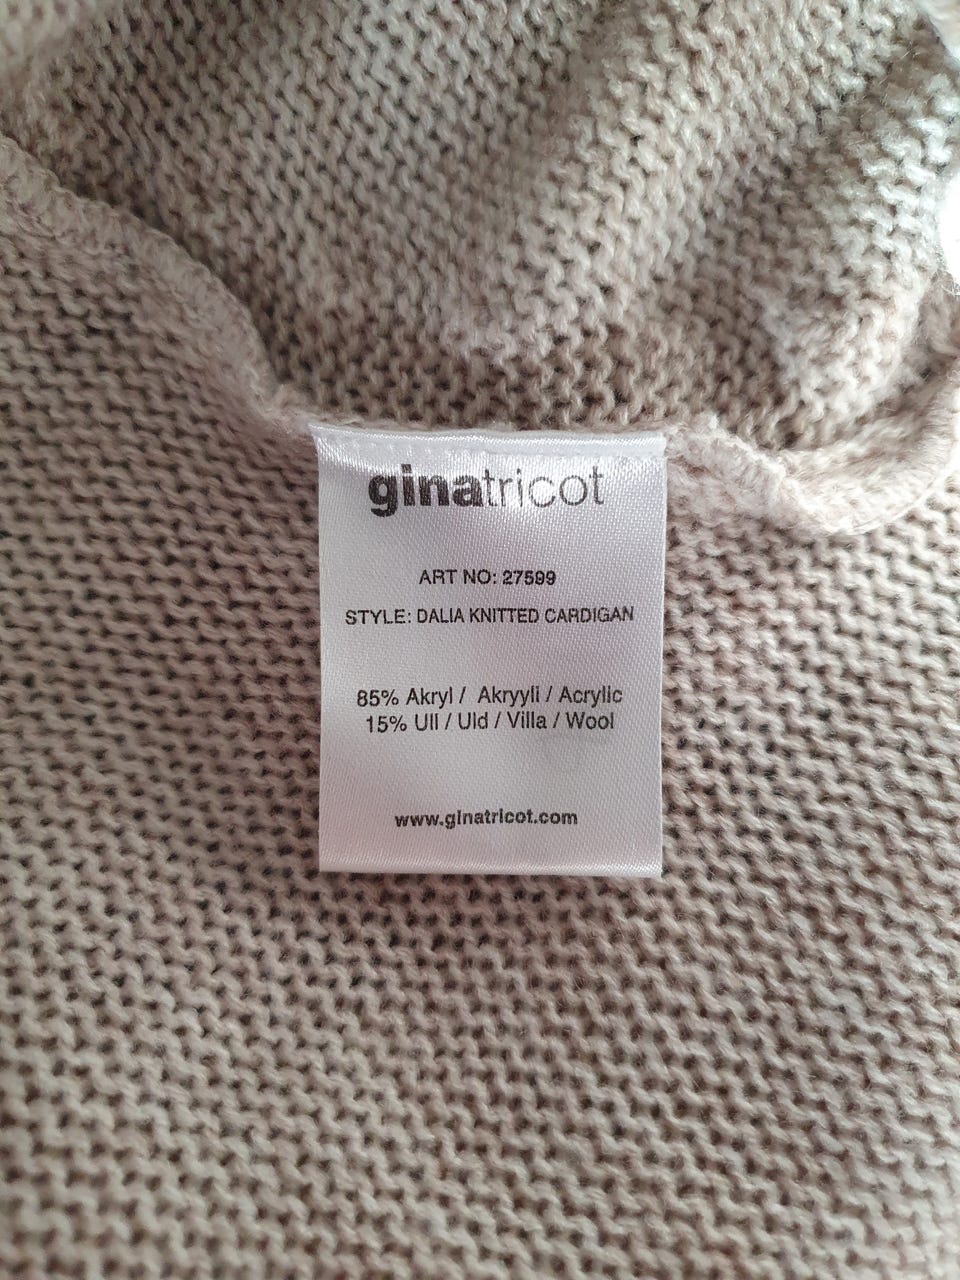 ginatricot
ART NO: 27599
STYLE: DALIA KNITTED CARDIGAN
85% Akryl / Akryyli / Acrylic
15% Ull / Uld / Villa / Wool
www.ginatricot.com